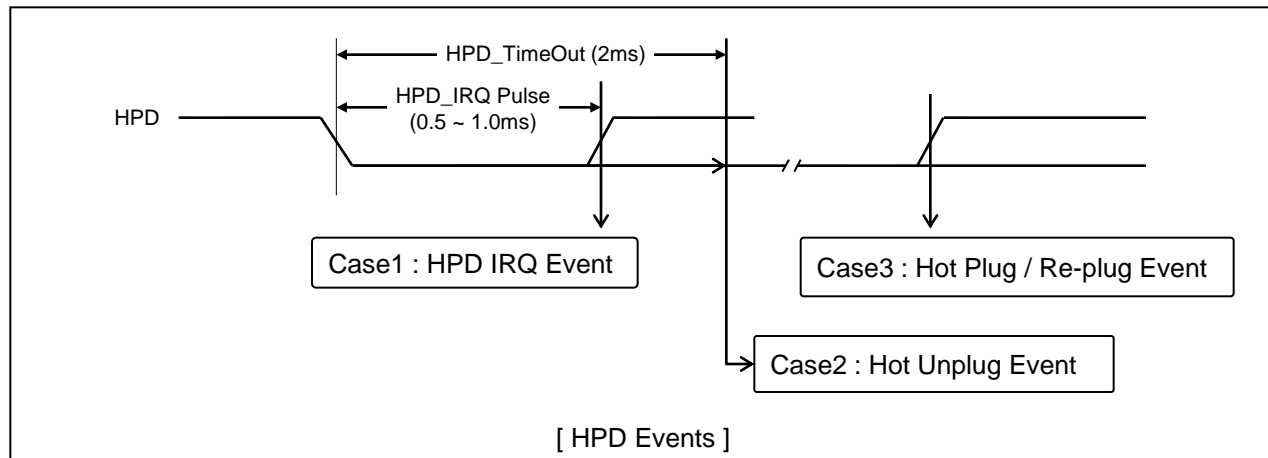 HPD_TimeOut (2ms)
HPD_IRQ Pulse
(0.5 ~ 1.0ms)
HPD
Case1 : HPD IRQ Event
Case3 : Hot Plug / Re-plug Event
Case2 : Hot Unplug Event
[ HPD Events ]